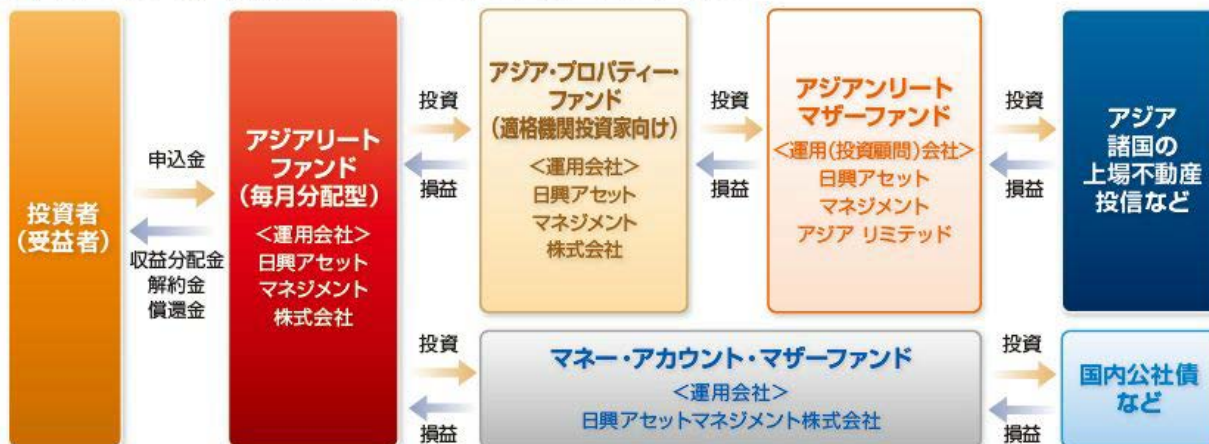 投資者
(受益者)
申込金
収益分配金
解約金
償還金
アジアリート
ファンド
(毎月分配型)
<運用会社>
日興アセット
マネジメント
株式会社
投資
損益
アジア・プロパティー・
ファンド
(適格機関投資家向け)
<運用会社>
日興アセット
マネジメント
株式会社
投資
損益
アジアンリート
マザーファンド
<運用(投資顧問)会社>
日興アセット
マネジメント
アジア リミテッド
投資
損益
アジア
諸国の
上場不動産
投信など
投資
損益
マネー・アカウント・マザーファンド
<運用会社>
日興アセットマネジメント株式会社
投資
損益
国内公社債
など